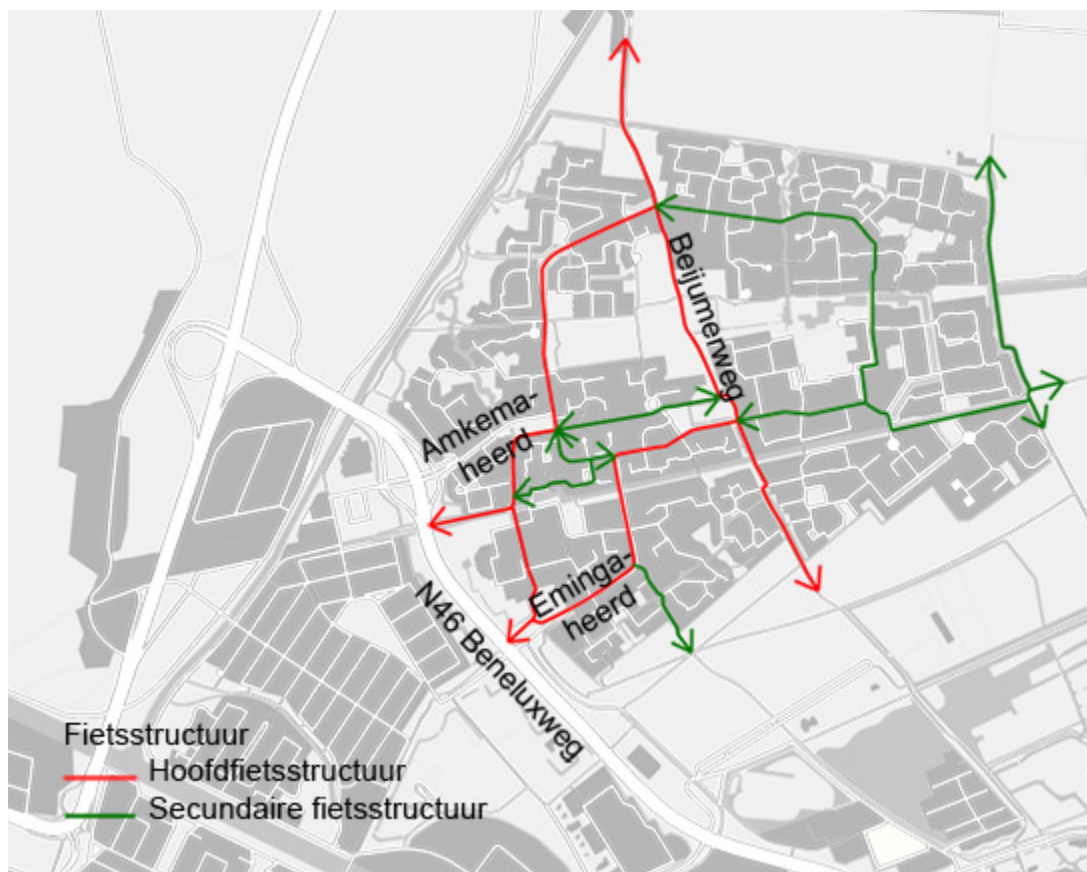 Beijumerweg
Amkema-
heerd
Eminga-
heerd
N46 Beneluxweg
Fietsstructuur
Hoofdfietsstructuur
Secundaire fietsstructuur